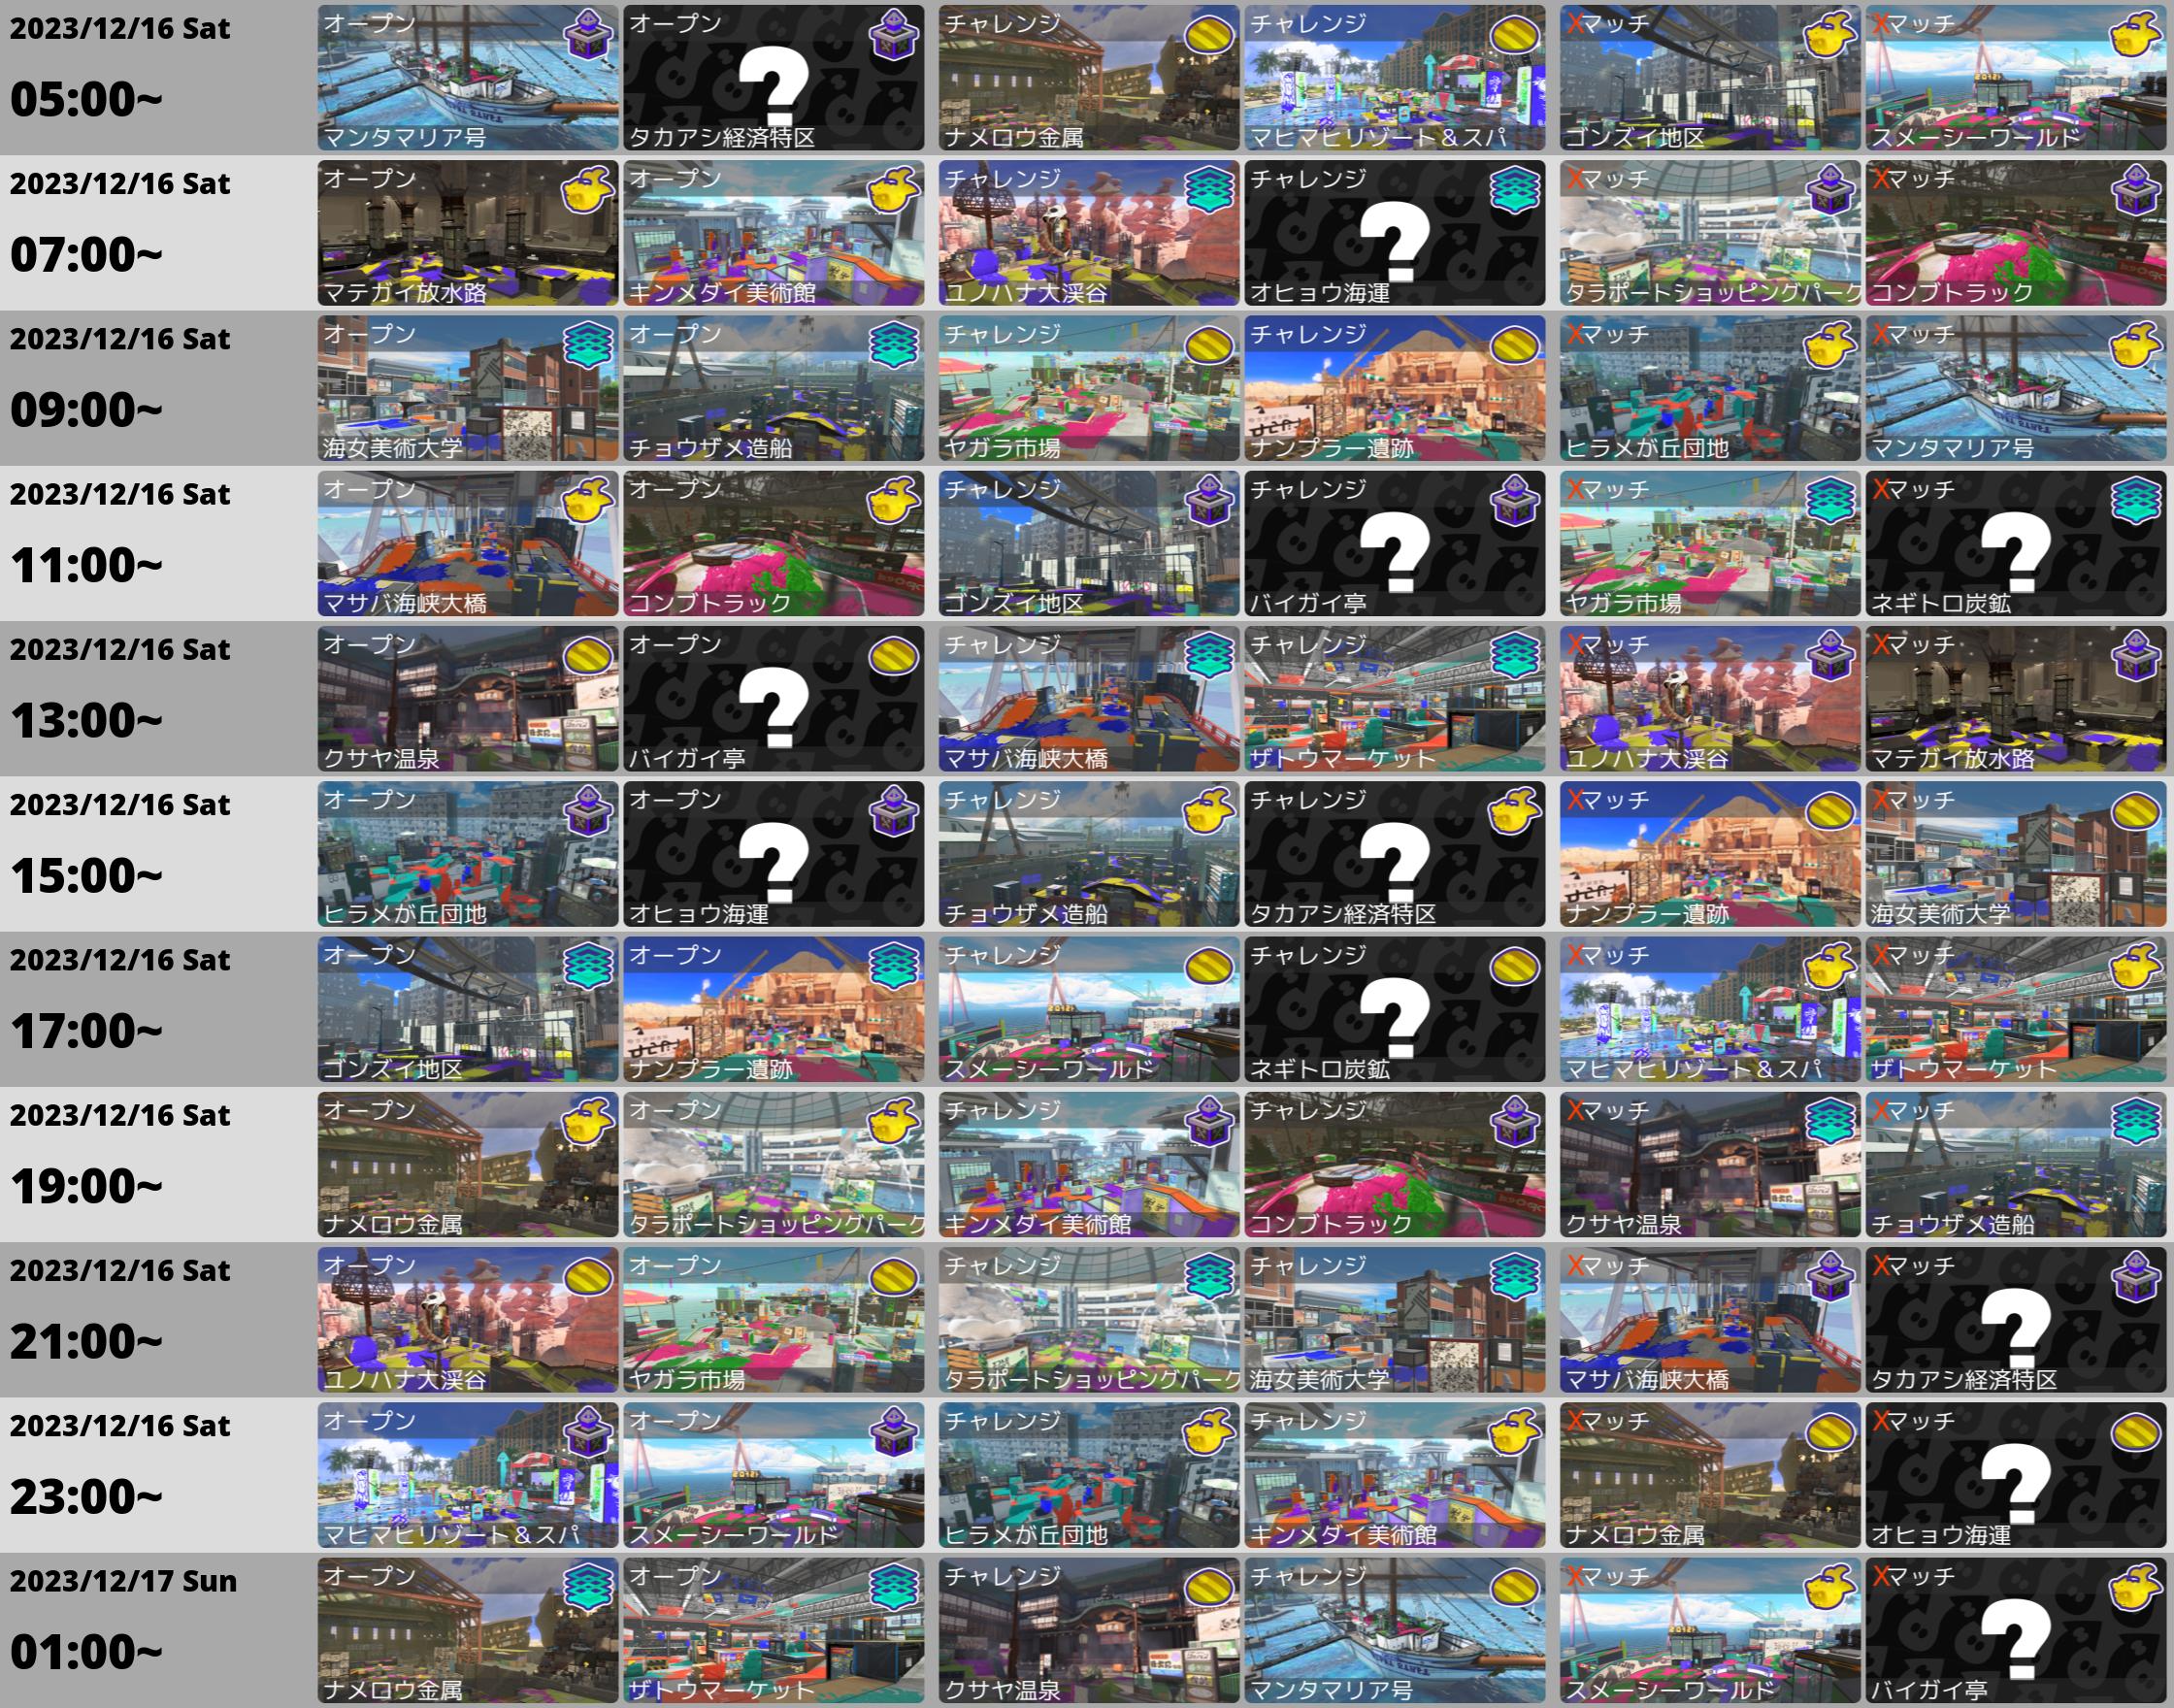 2023/12/16 Sat
05:00~
オープン
マンタマリア号
オープン
タカアシ経済特区
チャレンジ
ナメロウ金属
チャレンジ
マヒマヒリゾート＆スパ
Xマッチ
ゴンズイ地区
Xマッチ
スメーシーワールド
2023/12/16 Sat
07:00~
オープン
マテガイ放水路
オープン
キンメダイ美術館
チャレンジ
ユノハナ大渓谷
チャレンジ
オヒョウ海運
Xマッチ
タラポートショッピングパーク
Xマッチ
コンブトラック
2023/12/16 Sat
09:00~
オープン
海女美術大学
オープン
チョウザメ造船
チャレンジ
ヤガラ市場
チャレンジ
ナンプラー遺跡
Xマッチ
ヒラメが丘団地
Xマッチ
マンタマリア号
2023/12/16 Sat
11:00~
オープン
マサバ海峡大橋
オープン
コンブトラック
チャレンジ
ゴンズイ地区
チャレンジ
バイガイ亭
Xマッチ
ヤガラ市場
Xマッチ
ネギトロ炭鉱
2023/12/16 Sat
13:00~
オープン
クサヤ温泉
オープン
バイガイ亭
チャレンジ
マサバ海峡大橋
チャレンジ
ザトウマーケット
Xマッチ
ユノハナ大渓谷
Xマッチ
マテガイ放水路
2023/12/16 Sat
15:00~
オープン
ヒラメが丘団地
オープン
オヒョウ海運
チャレンジ
チョウザメ造船
チャレンジ
タカアシ経済特区
Xマッチ
ナンプラー遺跡
Xマッチ
海女美術大学
2023/12/16 Sat
17:00~
オープン
ゴンズイ地区
オープン
ナンプラー遺跡
チャレンジ
スメーシーワールド
チャレンジ
ネギトロ炭鉱
Xマッチ
マヒマヒリゾート＆スパ
Xマッチ
ザトウマーケット
2023/12/16 Sat
19:00~
オープン
ナメロウ金属
オープン
タラポートショッピングパーク
チャレンジ
キンメダイ美術館
チャレンジ
コンブトラック
Xマッチ
クサヤ温泉
Xマッチ
チョウザメ造船
2023/12/16 Sat
21:00~
オープン
ユノハナ大渓谷
オープン
ヤガラ市場
チャレンジ
タラポートショッピングパーク
チャレンジ
海女美術大学
Xマッチ
マサバ海峡大橋
Xマッチ
タカアシ経済特区
2023/12/16 Sat
23:00~
オープン
マヒマヒリゾート＆スパ
オープン
スメーシーワールド
チャレンジ
ヒラメが丘団地
チャレンジ
キンメダイ美術館
Xマッチ
ナメロウ金属
Xマッチ
オヒョウ海運
2023/12/17 Sun
01:00~
オープン
ナメロウ金属
オープン
ザトウマーケット
チャレンジ
クサヤ温泉
チャレンジ
マンタマリア号
Xマッチ
スメーシーワールド
Xマッチ
バイガイ亭